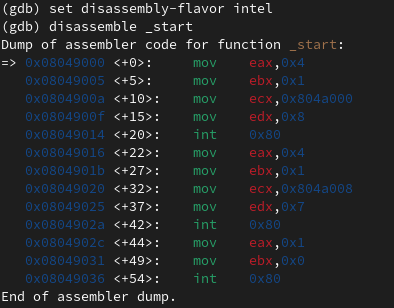 (gdb) set disassembly-flavor intel
(gdb) disassemble _start
Dump of assembler code for function _start:
=> 0x08049000 <+0>:     mov    eax,0x4
   0x08049005 <+5>:     mov    ebx,0x1
   0x0804900a <+10>:    mov    ecx,0x804a000
   0x0804900f <+15>:    mov    edx,0x8
   0x08049014 <+20>:    int    0x80
   0x08049016 <+22>:    mov    eax,0x4
   0x0804901b <+27>:    mov    ebx,0x1
   0x08049020 <+32>:    mov    ecx,0x804a008
   0x08049025 <+37>:    mov    edx,0x7
   0x0804902a <+42>:    int    0x80
   0x0804902c <+44>:    mov    eax,0x1
   0x08049031 <+49>:    mov    ebx,0x0
   0x08049036 <+54>:    int    0x80
End of assembler dump.